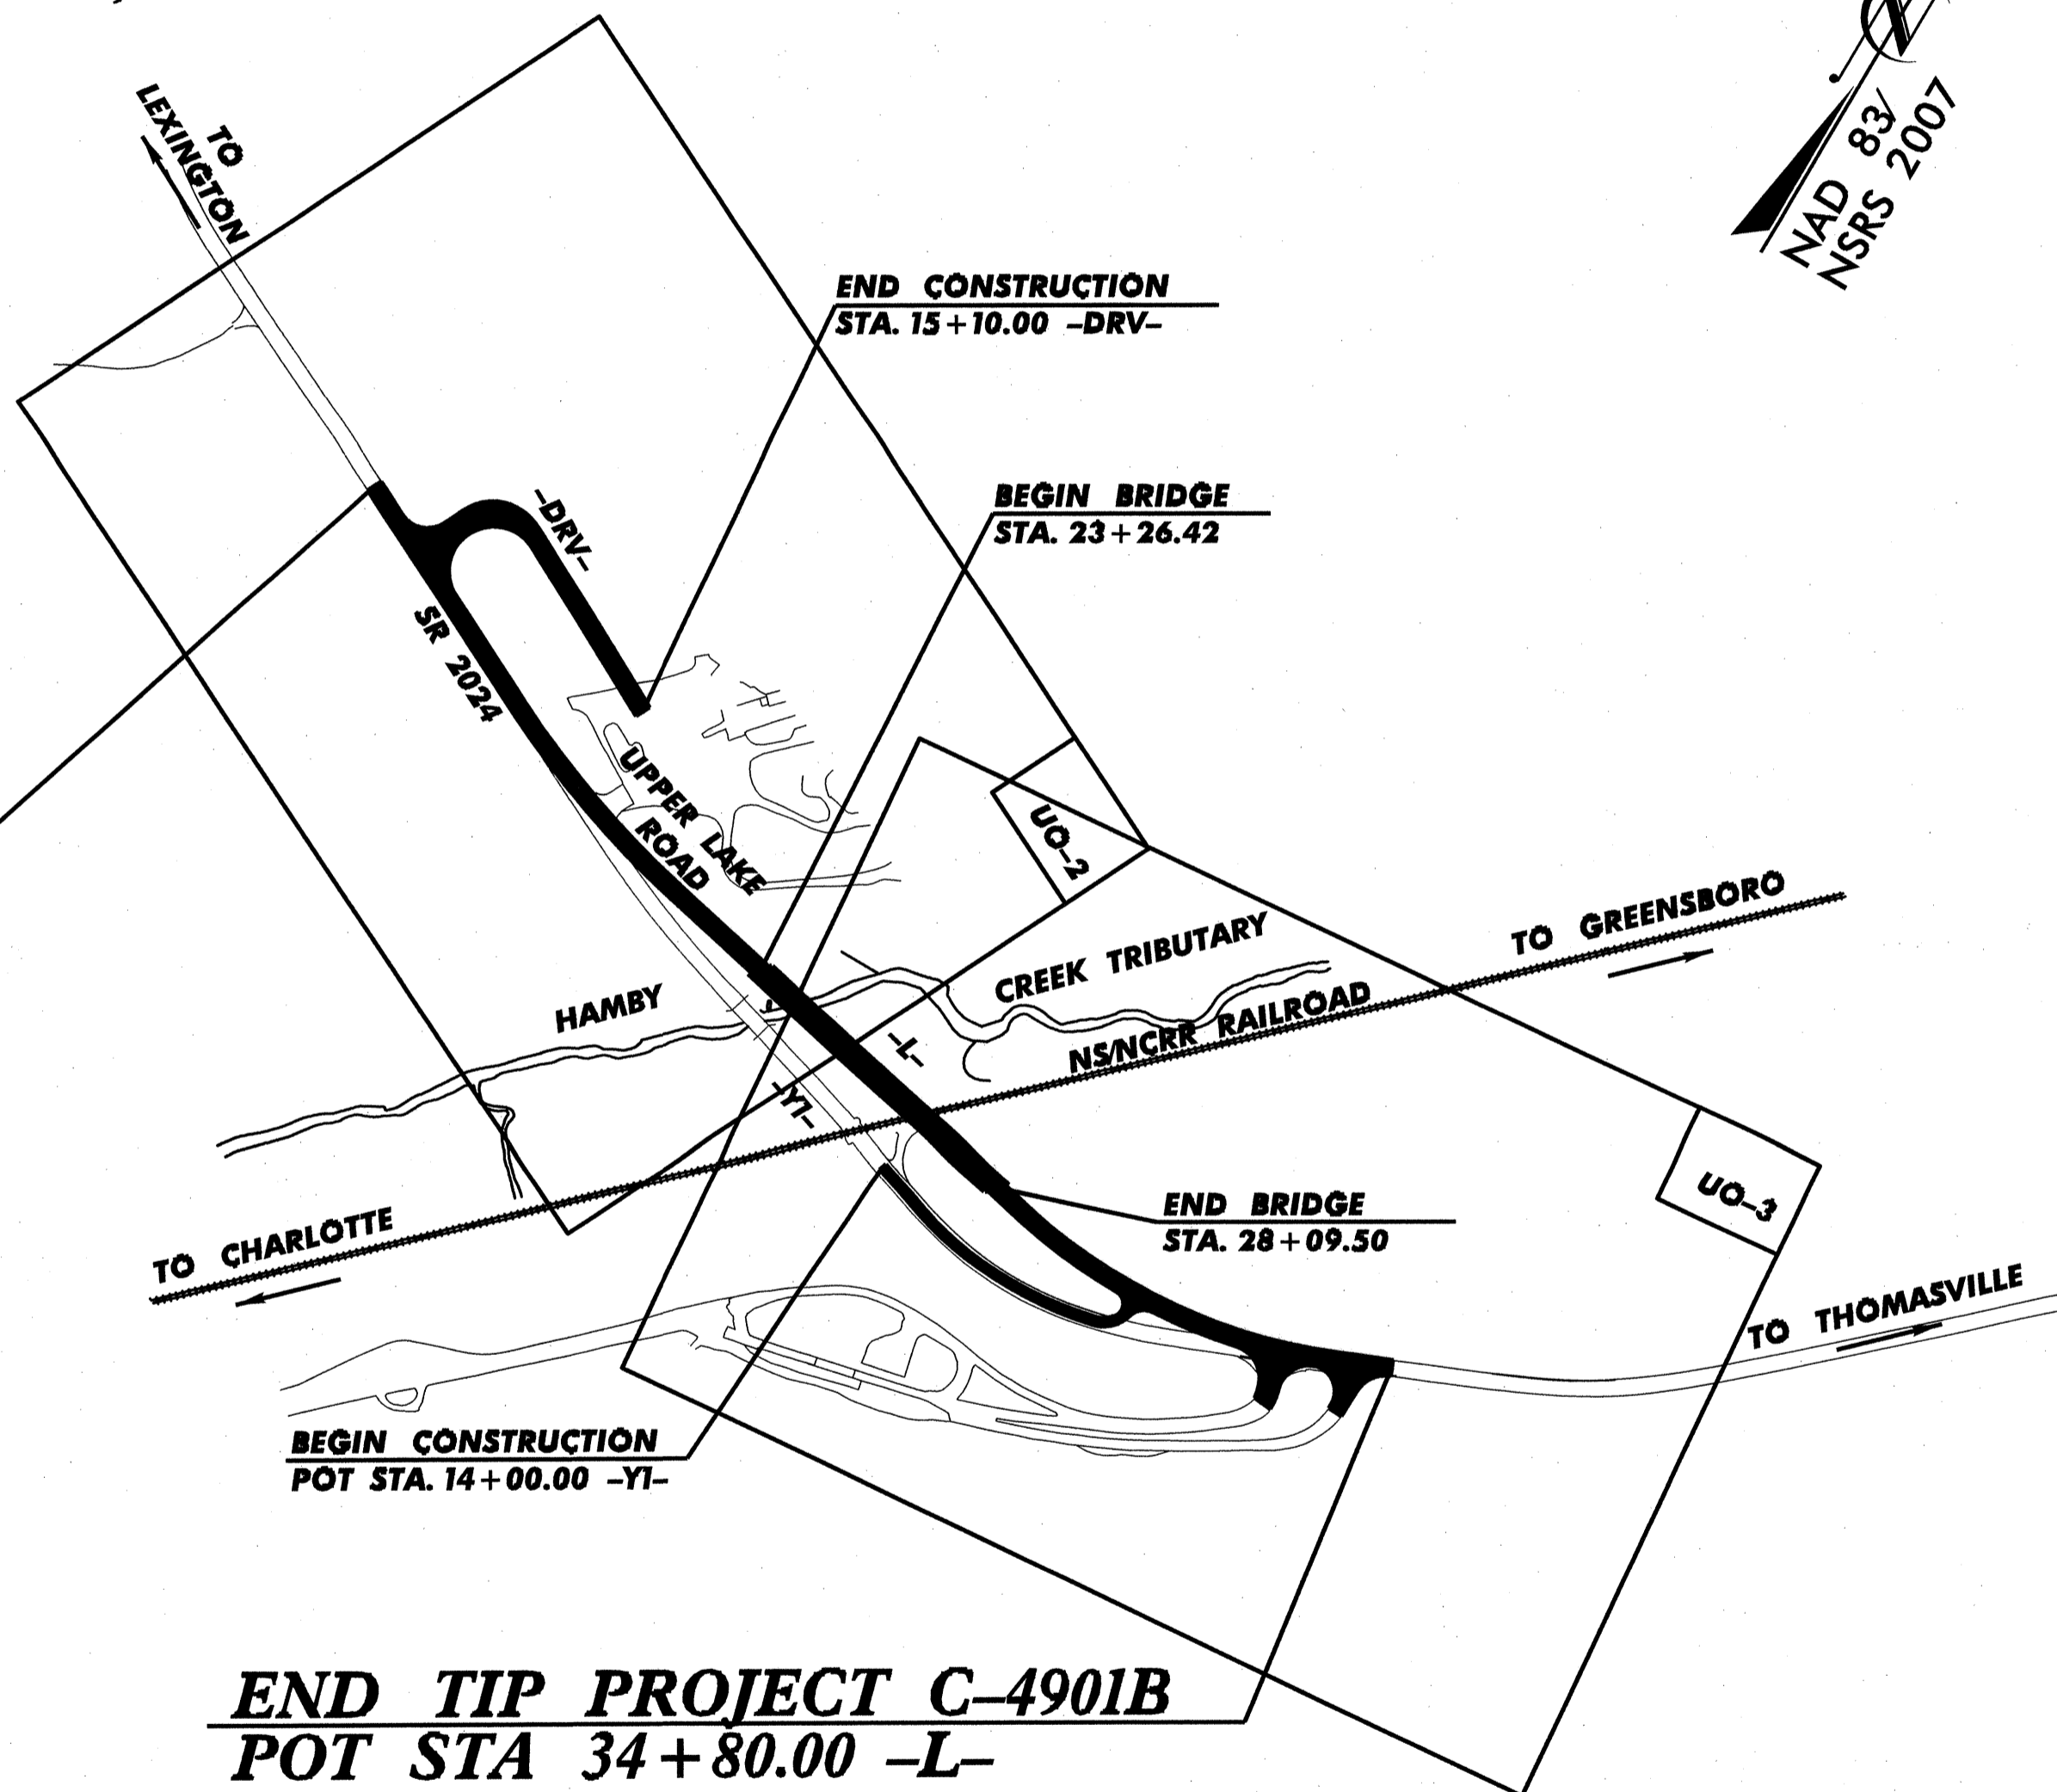 TO
LEXINGTON
NAD 83/
NSRS 2007
END CONSTRUCTION
STA. 15+10.00 -DRV-
-DRV-
BEGIN BRIDGE
STA. 23+26.42
SR 2024
UPPER LAKE
ROAD
UO-2
TO GREENSBORO
CREEK TRIBUTARY
HAMBY
NS/NCRR RAILROAD
-L-
-Y1-
UO-3
END BRIDGE
STA. 28+09.50
TO CHARLOTTE
TO THOMASVILLE
BEGIN CONSTRUCTION
POT STA. 14+00.00 -Y1-
END TIP PROJECT C-4901B
POT STA 34+80.00 -L-